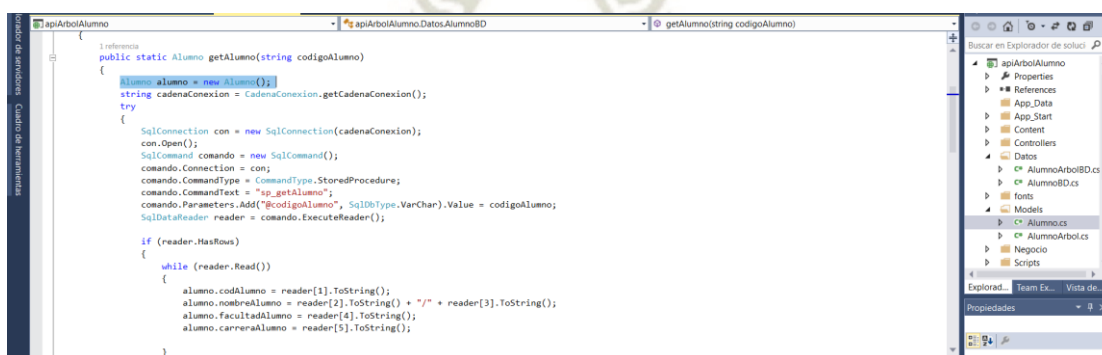 apiArbolAlumno
apiArbolAlumno.Datos.AlumnoBD
getAlumno(string codigoAlumno)
{
1 referencia
public static Alumno getAlumno(string codigoAlumno)
{
Alumno alumno = new Alumno();
string cadenaConexion = CadenaConexion.getCadenaConexion();
try
{
SqlConnection con = new SqlConnection(cadenaConexion);
con.Open();
SqlCommand comando = new SqlCommand();
comando.Connection = con;
comando.CommandType = CommandType.StoredProcedure;
comando.CommandText = "sp_getAlumno";
comando.Parameters.Add("@codigoAlumno", SqlDbType.VarChar).Value = codigoAlumno;
SqlDataReader reader = comando.ExecuteReader();
if (reader.HasRows)
{
while (reader.Read())
{
alumno.codAlumno = reader[1].ToString();
alumno.nombreAlumno = reader[2].ToString() + "/" + reader[3].ToString();
alumno.facultadAlumno = reader[4].ToString();
alumno.carreraAlumno = reader[5].ToString();
}
lorador de servidores
Cuadro de herramientas
Buscar en Explorador de soluci
apiArbolAlumno
Properties
References
App_Data
App_Start
Content
Controllers
Datos
C# AlumnoArbolBD.cs
C# AlumnoBD.cs
fonts
Models
C# Alumno.cs
C# AlumnoArbol.cs
Negocio
Scripts
Explorad... Team Ex... Vista de...
Propiedades